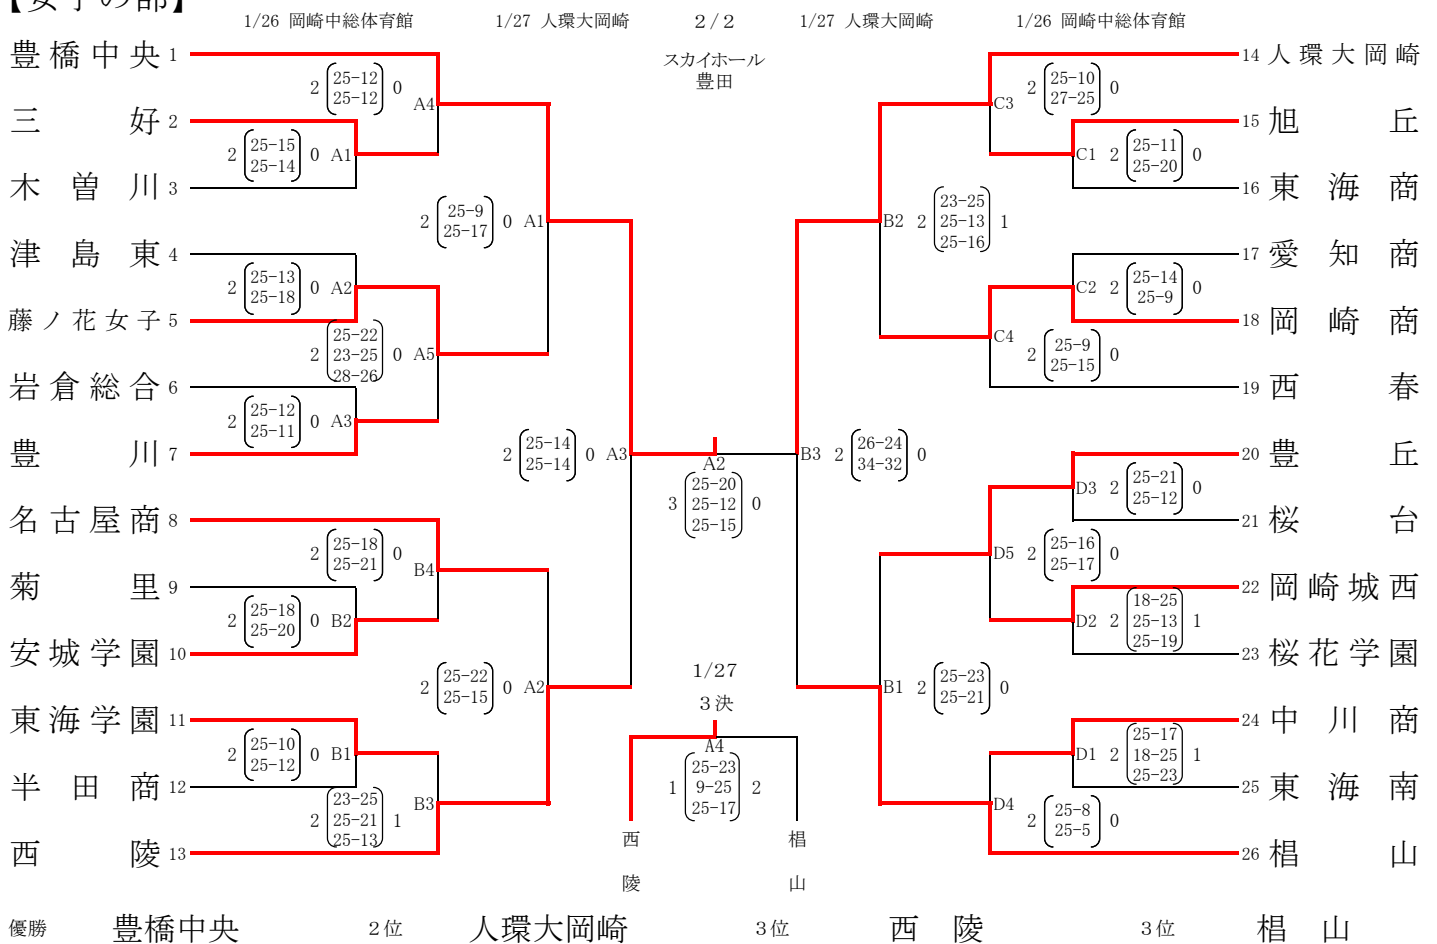 【女子の部】
1/26 岡崎中総体育館
1/27 人環大岡崎
2/2
1/27 人環大岡崎
1/26 岡崎中総体育館
スカイホール
豊田
豊橋中央 1
三好 2
木曽川 3
津島東 4
藤ノ花女子 5
岩倉総合 6
豊川 7
名古屋商 8
菊里 9
安城学園 10
東海学園 11
半田商 12
西陵 13
2 25-12 0 A4
25-12
2 25-15 0 A1
25-14
2 25-9 0 A1
25-17
2 25-13 0 A2
25-18
25-22
2 23-25 0 A5
28-26
2 25-12 0 A3
25-11
2 25-14 0 A3
25-14
2 25-18 0 B4
25-21
2 25-18 0 B2
25-20
2 25-22 0 A2
25-15
2 25-10 0 B1
25-12
23-25
2 25-21 1 B3
25-13
A2
25-20
3 25-12 0
25-15
1/27
3決
A4
25-23
1 9-25 2
25-17
西陵
椙山
14 人環大岡崎
15 旭丘
16 東海商
17 愛知商
18 岡崎商
19 西春
20 豊丘
21 桜台
22 岡崎城西
23 桜花学園
24 中川商
25 東海南
26 椙山
C3 2 25-10 0
27-25
C1 2 25-11 0
25-20
23-25
B2 2 25-13 1
25-16
C2 2 25-14 0
25-9
C4 2 25-9 0
25-15
B3 2 26-24 0
34-32
D3 2 25-21 0
25-12
D5 2 25-16 0
25-17
18-25
D2 2 25-13 1
25-19
B1 2 25-23 0
25-21
25-17
D1 2 18-25 1
25-23
D4 2 25-8 0
25-5
優勝 豊橋中央 2位 人環大岡崎 3位 西陵 3位 椙山